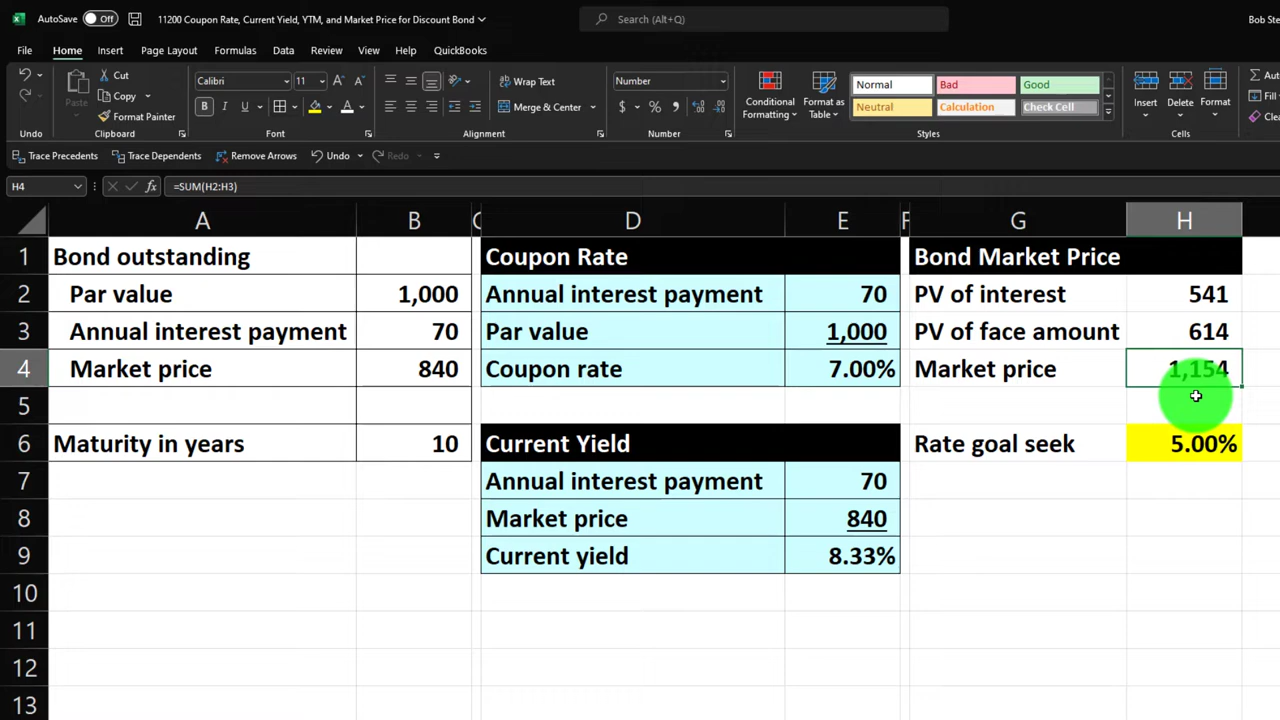 AutoSave Off 11200 Coupon Rate, Current Yield, YTM, and Market Price for Discount Bond Search (Alt+Q) Bob
File Home Insert Page Layout Formulas Data Review View Help QuickBooks
Undo
Paste
Cut
Copy
Format Painter
Clipboard
Calibri 11
B I U A
Font
Wrap Text
Merge & Center
Alignment
Number
$ %
Number
Conditional Formatting
Format as Table
Normal Bad Good
Neutral Calculation Check Cell
Styles
Insert Delete Format
Cells
Fill
Trace Precedents Trace Dependents Remove Arrows Undo Redo
H4 fx =SUM(H2:H3)
A B C D E F G H
1 Bond outstanding Coupon Rate Bond Market Price
2 Par value 1,000 Annual interest payment 70 PV of interest 541
3 Annual interest payment 70 Par value 1,000 PV of face amount 614
4 Market price 840 Coupon rate 7.00% Market price 1,154
5
6 Maturity in years 10 Current Yield Rate goal seek 5.00%
7 Annual interest payment 70
8 Market price 840
9 Current yield 8.33%
10
11
12
13